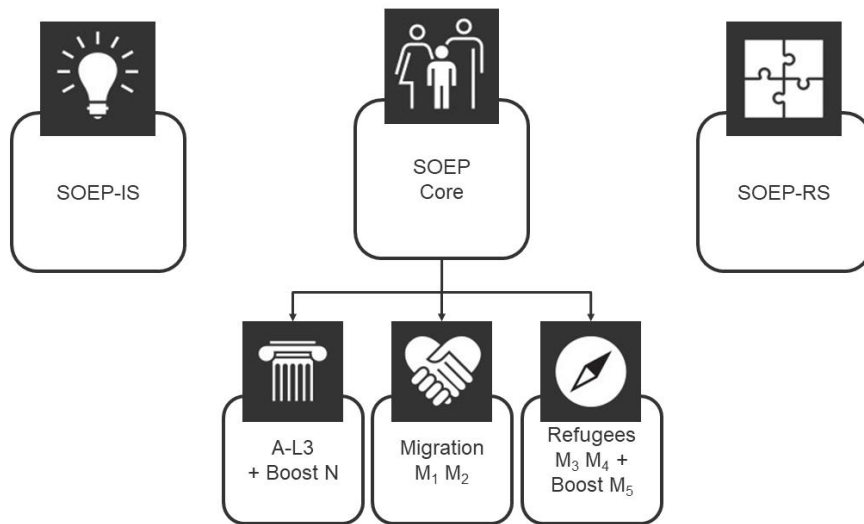 SOEP-IS
SOEP
Core
SOEP-RS
A-L3
+ Boost N
Migration
M₁ M₂
Refugees
M₃ M₄ +
Boost M₅